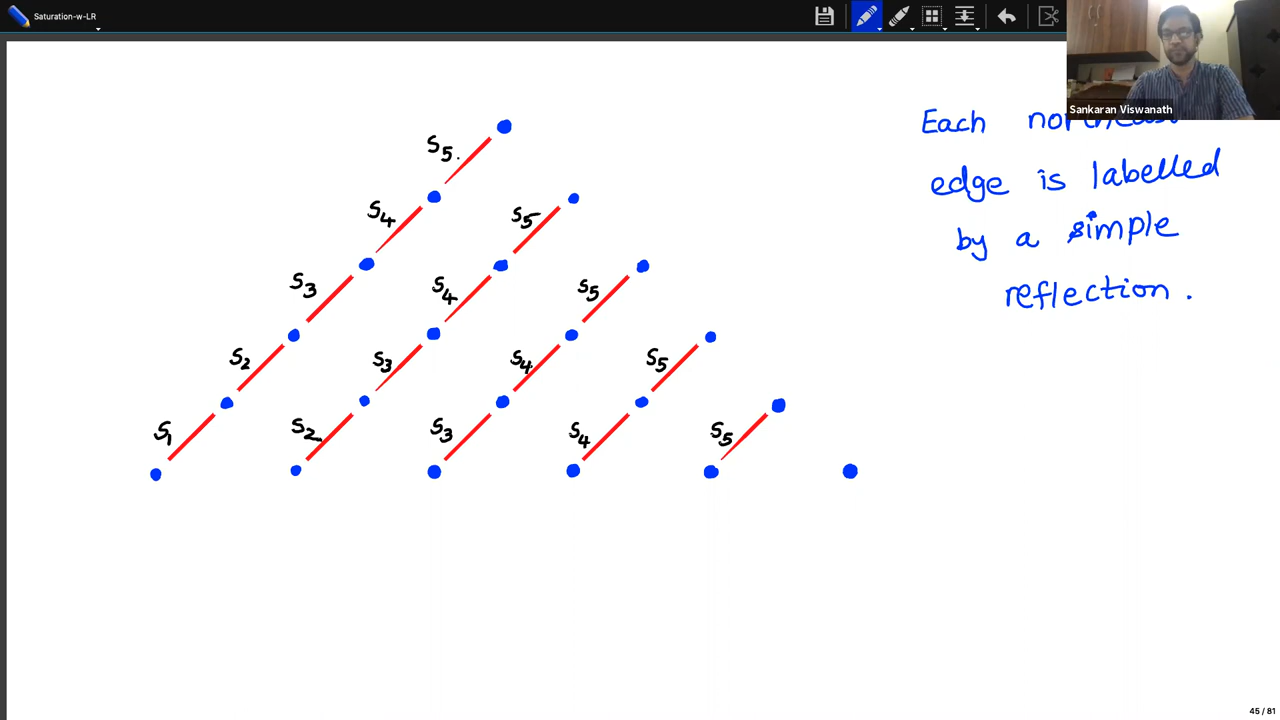 Saturation-w-LR
Sankaran Viswanath
Each
edge is labelled
by a simple
reflection.
S5.
S4 S5
S3 S4 S5
S2 S3 S4 S5
S1 S2 S3 S4 S5
45 / 81